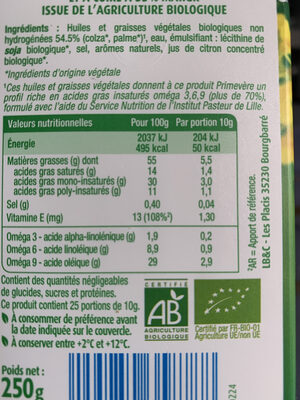 ISSUE DE L'AGRICULTURE BIOLOGIQUE
Ingrédients : Huiles et graisses végétales biologiques non
hydrogénées 54.5% (colza*, palme*)¹, eau, émulsifiant : lécithine de
soja biologique*, sel, arômes naturels, jus de citron concentré
biologique*.
*Ingrédients d'origine végétale
¹Ces huiles et graisses végétales donnent à ce produit Primevère un
profil riche en acides gras insaturés oméga 3,6,9 (plus de 70%),
formulé avec l'aide du Service Nutrition de l'Institut Pasteur de Lille.
Valeurs nutritionnelles Pour 100g Par portion 10g
Énergie 2037 kJ 204 kJ
495 kcal 50 kcal
Matières grasses (g) dont 55 5.5
acides gras saturés (g) 14 1.4
acides gras mono-insaturés (g) 30 3.0
acides gras poly-insaturés (g) 11 1.1
Sel (g) 0,40 0.04
Vitamine E (mg) 13 (108%²) 1,30
Oméga 3 - acide alpha-linolénique (g) 1,9 0,2
Oméga 6 - acide linoléique (g) 8,9 0,9
Oméga 9 - acide oléique (g) 29 2,9
Contient des quantités négligeables
de glucides, sucres et protéines.
Ce produit contient 25 portions de 10g.
À consommer de préférence avant
la date indiquée sur le couvercle.
À conserver entre +2°C et +12°C.
CERTIFIÉ
AB
AGRICULTURE
BIOLOGIQUE
Certifié par FR-BIO-01
Agriculture UE/non UE
Poids net :
250g
²AR = Apport de référence.
LB&C - Les Placis 35230 Bourgbarré
0224